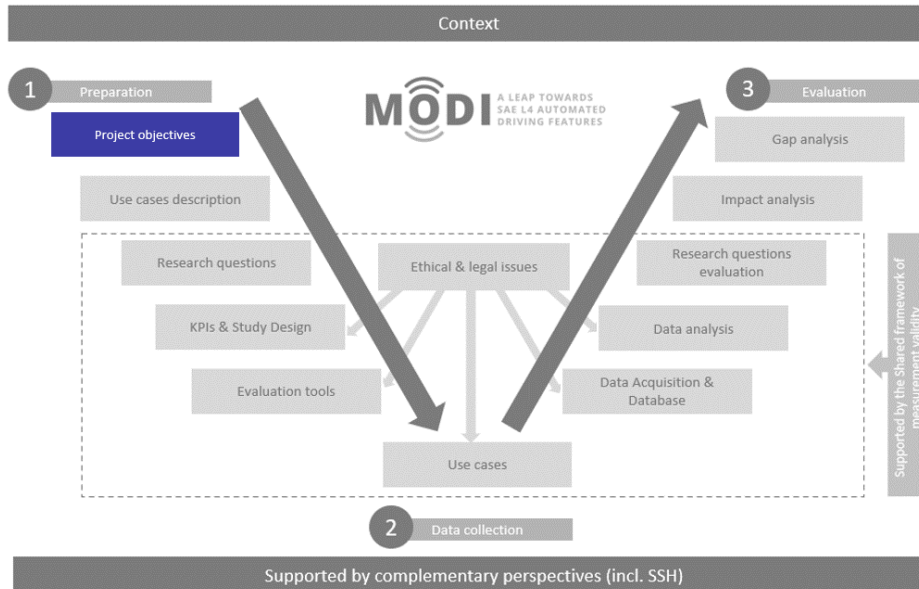 Context
1
Preparation
Project objectives
Use cases description
Research questions
KPIs & Study Design
Evaluation tools
MODI
A LEAP TOWARDS
SAE L4 AUTOMATED
DRIVING FEATURES
Ethical & legal issues
Use cases
2
Data collection
3
Evaluation
Gap analysis
Impact analysis
Research questions
evaluation
Data analysis
Data Acquisition &
Database
Supported by the Shared framework of
measurement validity
Supported by complementary perspectives (incl. SSH)